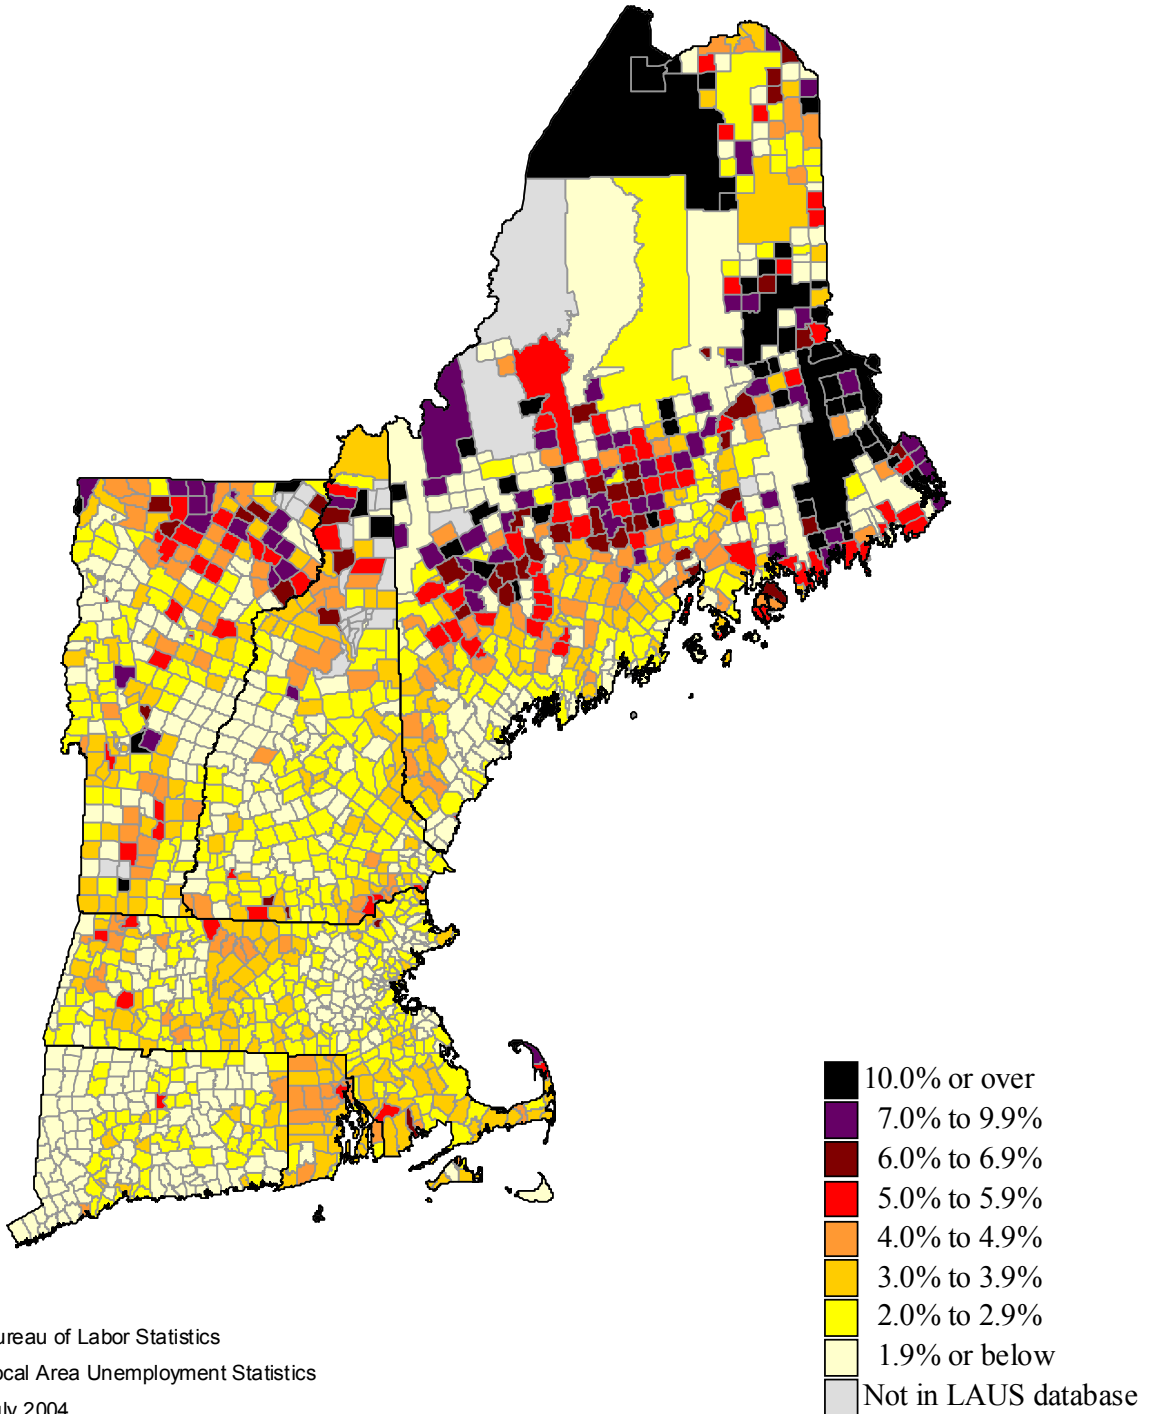 10.0% or over
7.0% to 9.9%
6.0% to 6.9%
5.0% to 5.9%
4.0% to 4.9%
3.0% to 3.9%
2.0% to 2.9%
1.9% or below
Not in LAUS database
ureau of Labor Statistics
ocal Area Unemployment Statistics
uly 2004